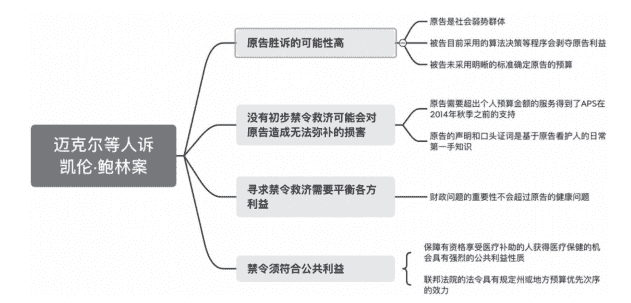 迈克尔等人诉
凯伦·鲍林案
原告胜诉的可能性高
原告是社会弱势群体
被告目前采用的算法决策等程序会剥夺原告利益
被告未采用明晰的标准确定原告的预算
没有初步禁令救济可能会对
原告造成无法弥补的损害
原告需要超出个人预算金额的服务得到了APS在
2014年秋季之前的支持
原告的声明和口头证词是基于原告看护人的日常
第一手知识
寻求禁令救济需要平衡各方
利益
财政问题的重要性不会超过原告的健康问题
禁令须符合公共利益
保障有资格享受医疗补助的人获得医疗保健的机
会具有强烈的公共利益性质
联邦法院的法令具有规定州或地方预算优先次序
的效力